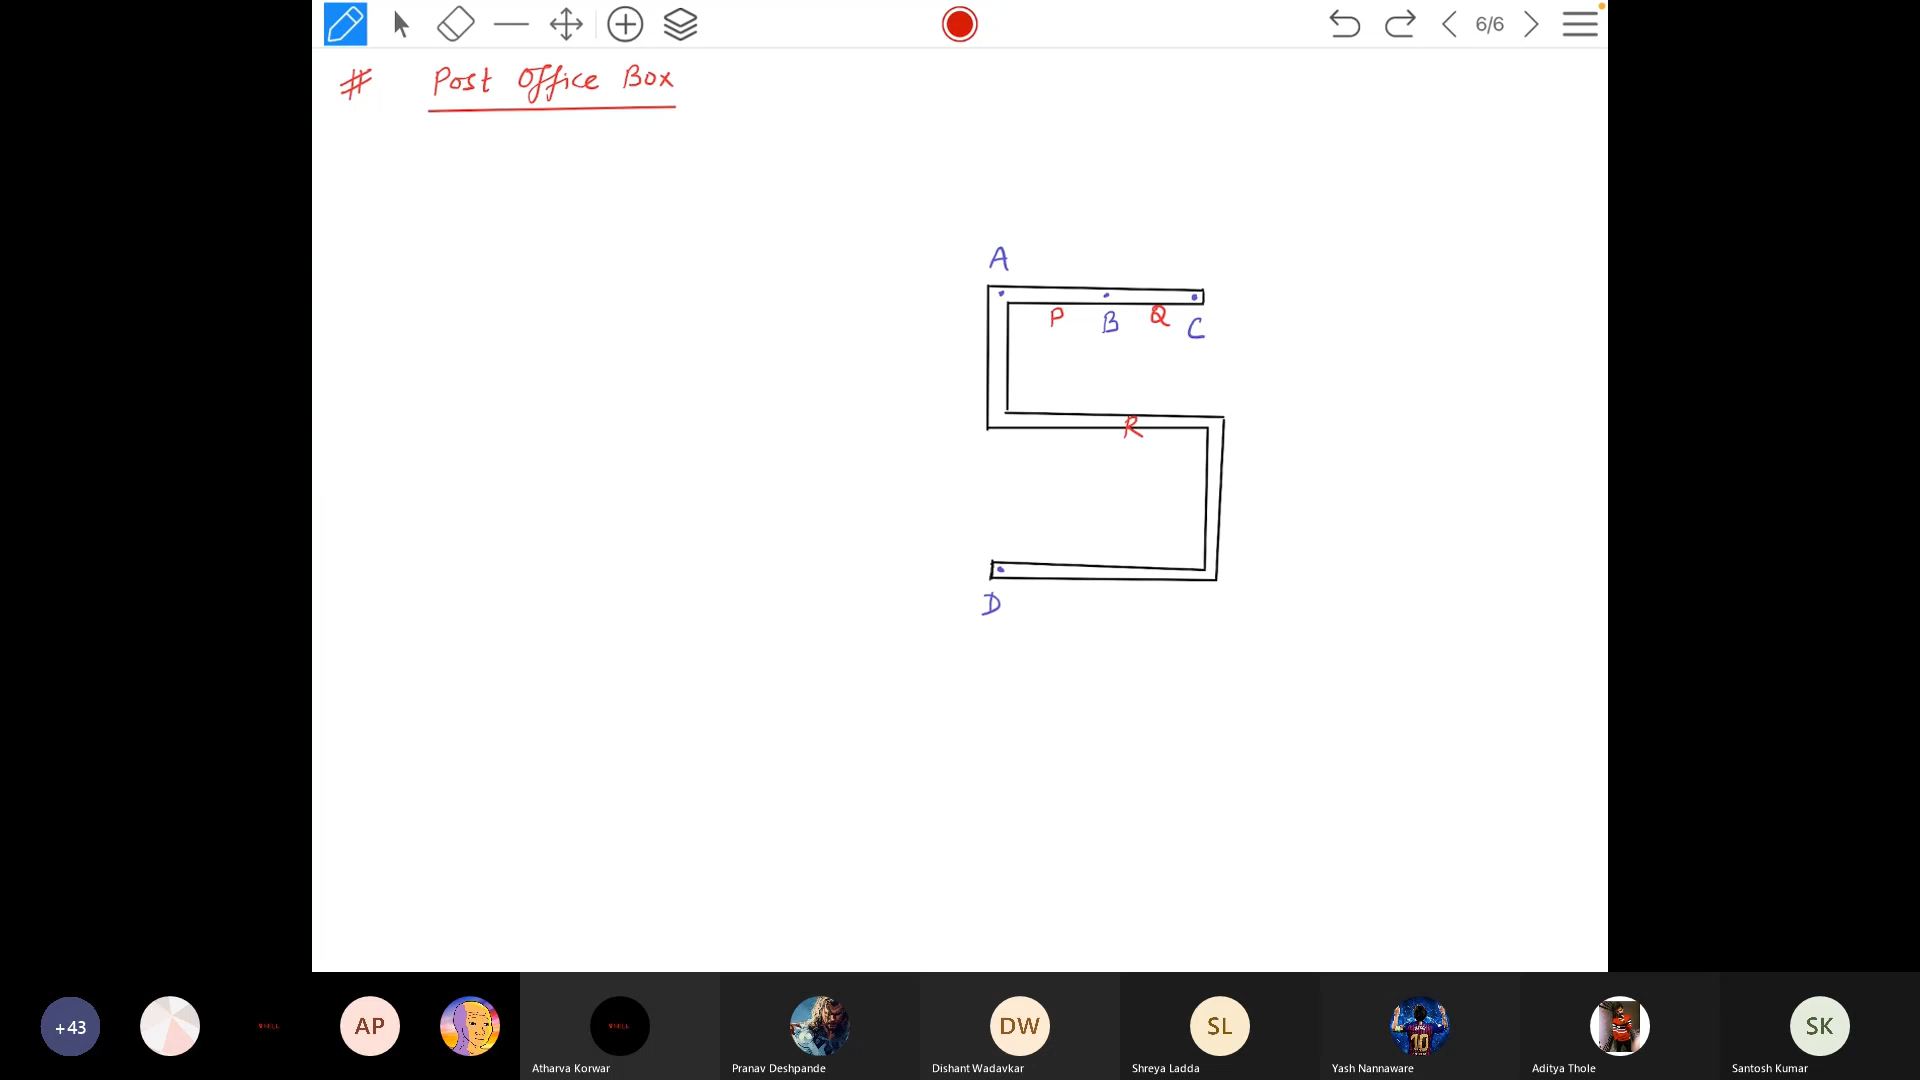 6/6
# Post Office Box
A
P B Q C
R
D
+43
AP
DW
SL
10
SK
Atharva Korwar
Pranav Deshpande
Dishant Wadavkar
Shreya Ladda
Yash Nannaware
Aditya Thole
Santosh Kumar